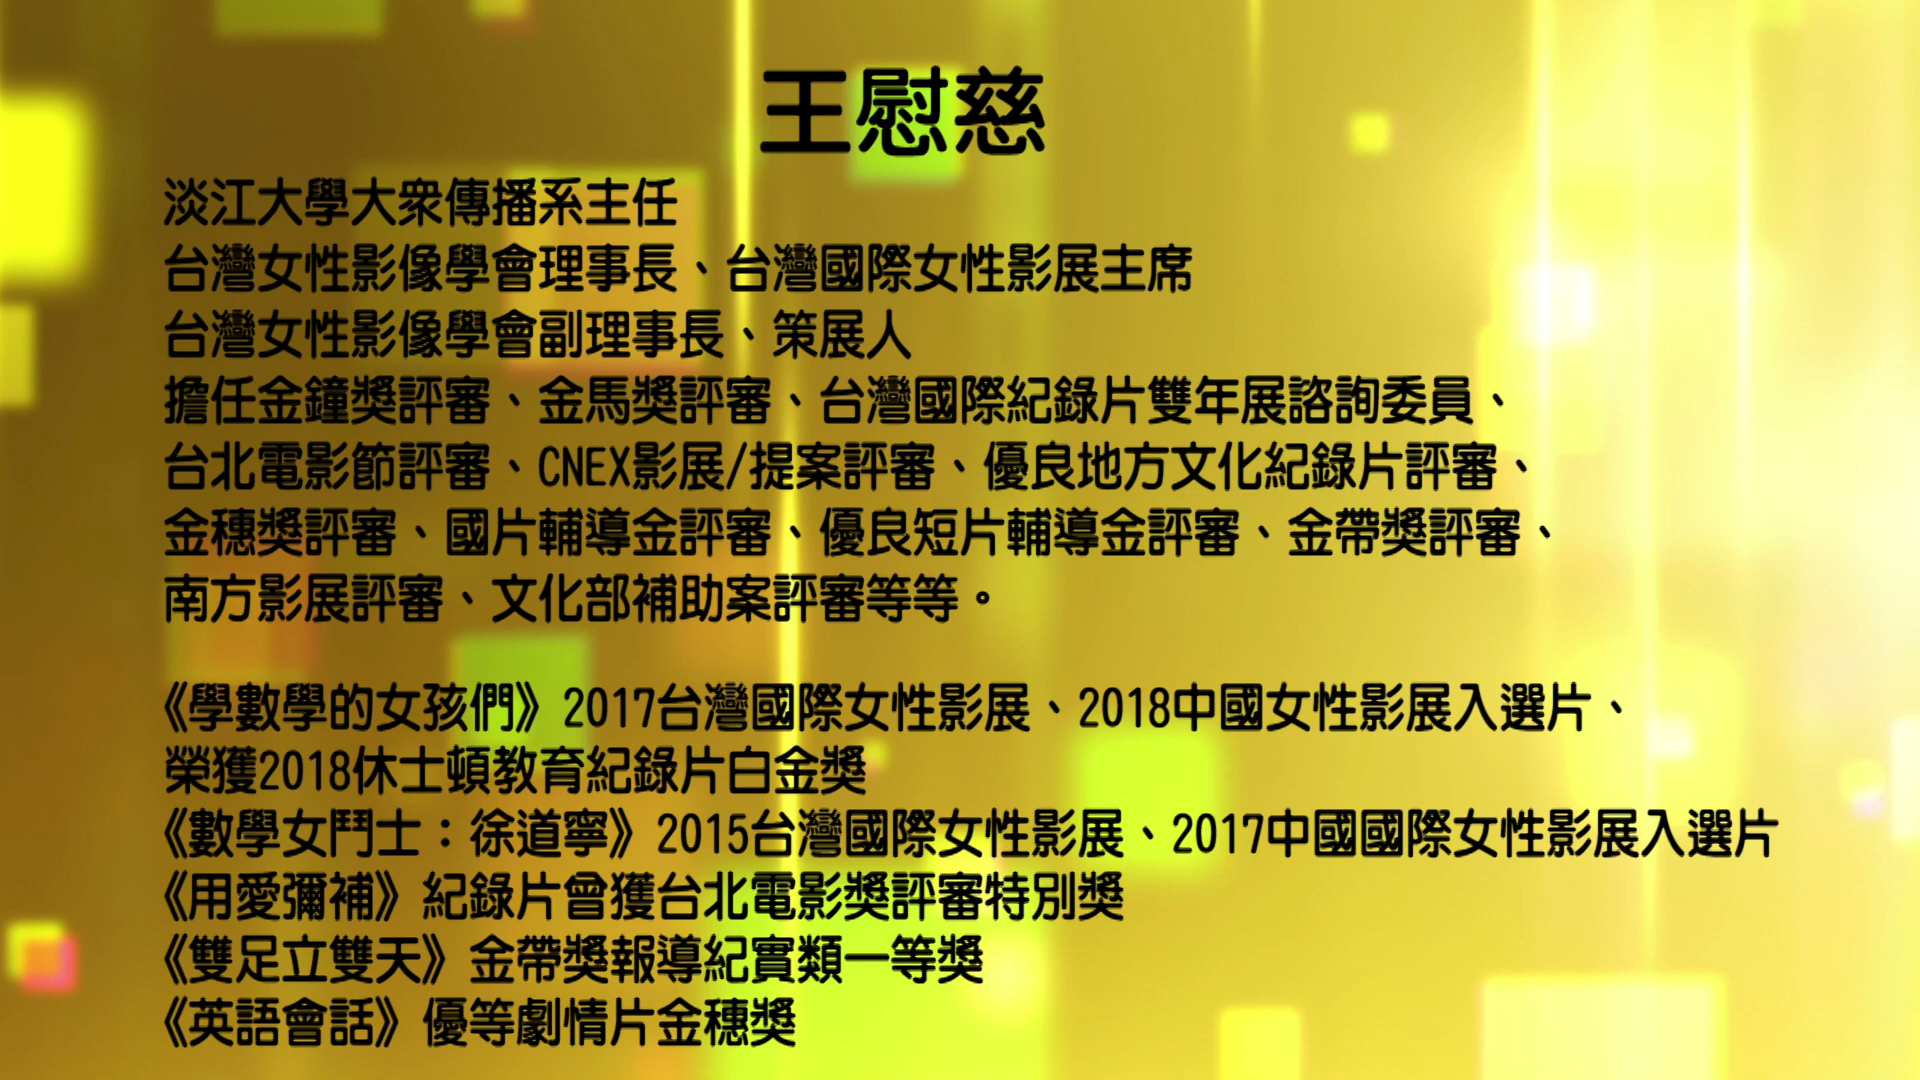 王慰慈
淡江大學大眾傳播系主任
台灣女性影像學會理事長、台灣國際女性影展主席
台灣女性影像學會副理事長、策展人
擔任金鐘獎評審、金馬獎評審、台灣國際紀錄片雙年展諮詢委員、
台北電影節評審、CNEX影展/提案評審、優良地方文化紀錄片評審、
金穗獎評審、國片輔導金評審、優良短片輔導金評審、金帶獎評審、
南方影展評審、文化部補助案評審等等。
《學數學的女孩們》2017台灣國際女性影展、2018中國女性影展入選片、
榮獲2018休士頓教育紀錄片白金獎
《數學女鬥士：徐道寧》2015台灣國際女性影展、2017中國國際女性影展入選片
《用愛彌補》紀錄片曾獲台北電影獎評審特別獎
《雙足立雙天》金帶獎報導紀實類一等獎
《英語會話》優等劇情片金穗獎